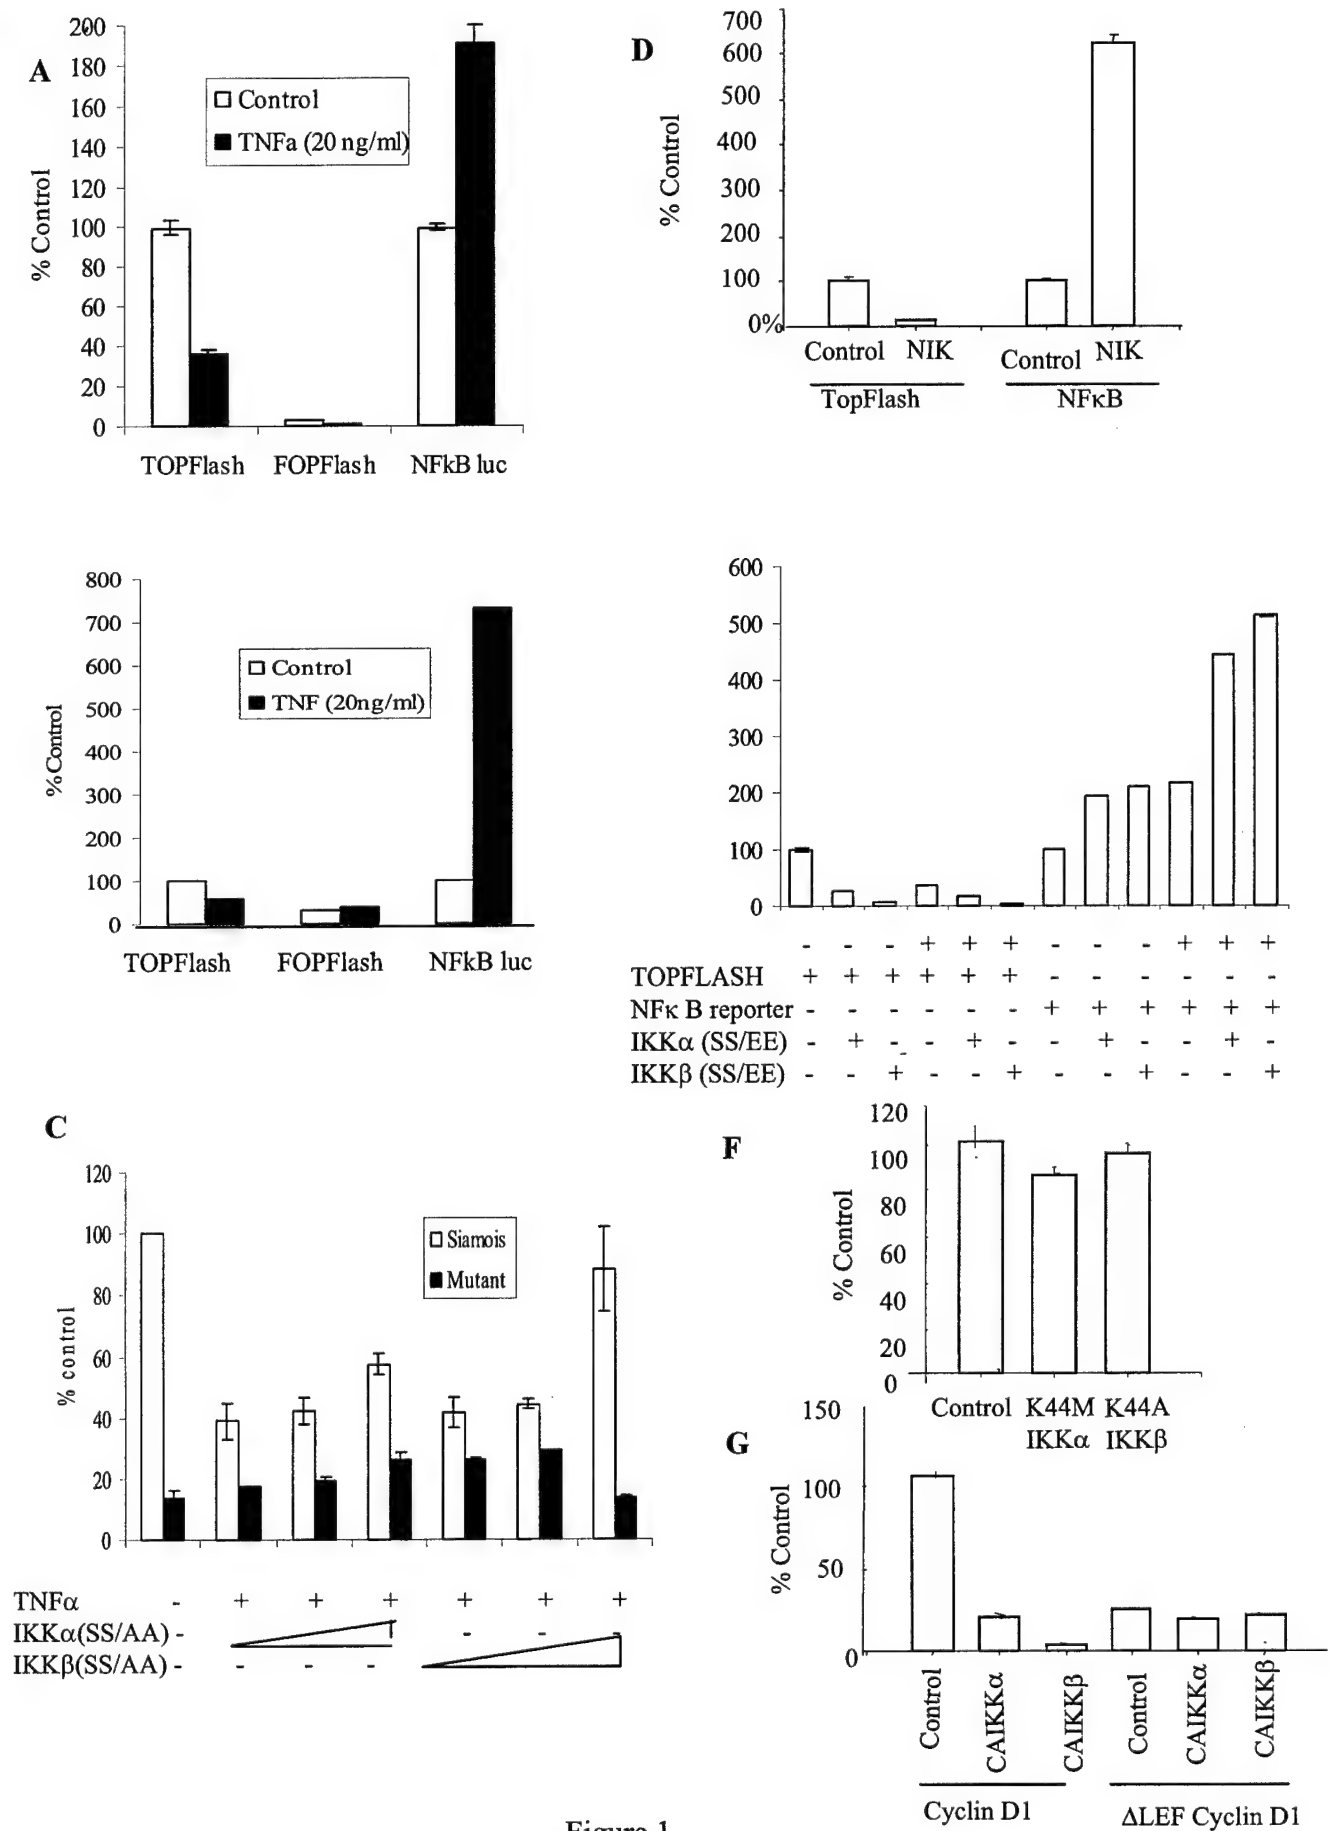 A
200
180
160
140
120
100
80
60
40
20
0
% Control
Control
TNFa (20 ng/ml)
TOPFlash FOPFlash NFkB luc
D
700
600
500
400
300
200
100
0%
% Control
Control NIK Control NIK
TopFlash NFκB
800
700
600
500
400
300
200
100
0
%Control
Control
TNF (20ng/ml)
TOPFlash FOPFlash NFkB luc
600
500
400
300
200
100
0
- - - + + + - - - + + +
TOPFLASH + + + + + + - - - - - -
NFκ B reporter - - - - - - + + + + + +
IKKα (SS/EE) - + - - + - - + - - + -
IKKβ (SS/EE) - - + - - + - - + - - +
C
120
100
80
60
40
20
0
% control
Siamois
Mutant
TNFα - + + + + + +
IKKα(SS/AA) - - - -
IKKβ(SS/AA) - - - -
F
120
100
80
60
40
20
0
% Control
Control K44M K44A
IKKα IKKβ
G
150
100
50
0
% Control
Control CAIKKα CAIKKβ Control CAIKKα CAIKKβ
Cyclin D1 ΔLEF Cyclin D1
Figure 1